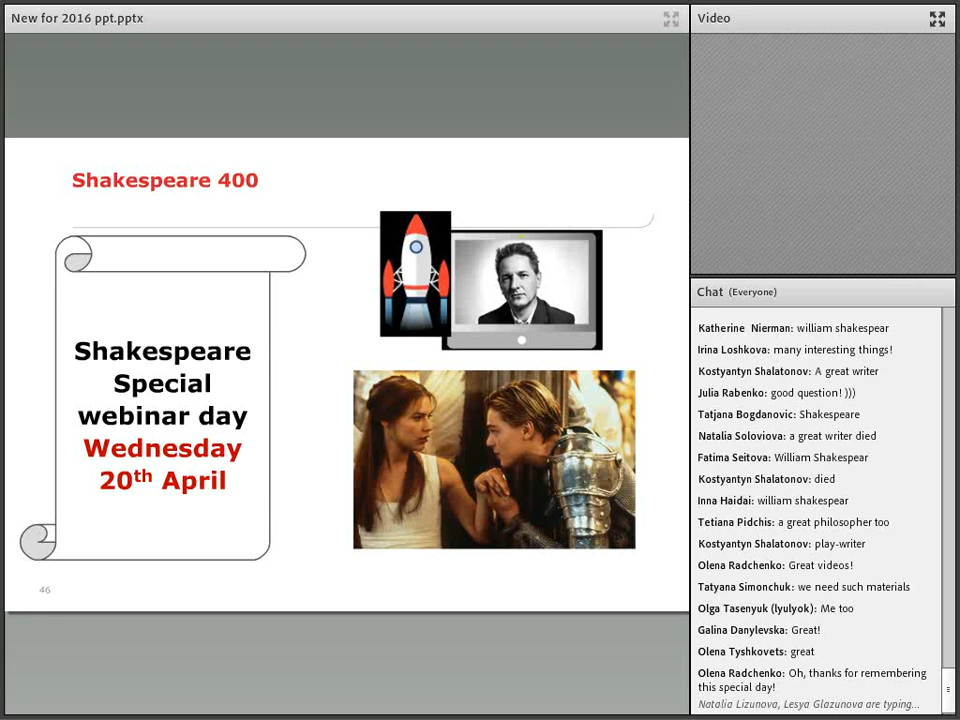 New for 2016 ppt.pptx
Shakespeare 400
Shakespeare
Special
webinar day
Wednesday
20th April
46
Video
Chat (Everyone)
Katherine Nierman: william shakespear
Irina Loshkova: many interesting things!
Kostyantyn Shalatonov: A great writer
Julia Rabenko: good question! )))
Tatjana Bogdanovic: Shakespeare
Natalia Soloviova: a great writer died
Fatima Seitova: William Shakespear
Kostyantyn Shalatonov: died
Inna Haidai: william shakespear
Tetiana Pidchis: a great philosopher too
Kostyantyn Shalatonov: play-writer
Olena Radchenko: Great videos!
Tatyana Simonchuk: we need such materials
Olga Tasenyuk (lyulyok): Me too
Galina Danylevska: Great!
Olena Tyshkovets: great
Olena Radchenko: Oh, thanks for remembering
this special day!
Natalia Lizunova, Lesya Glazunova are typing...